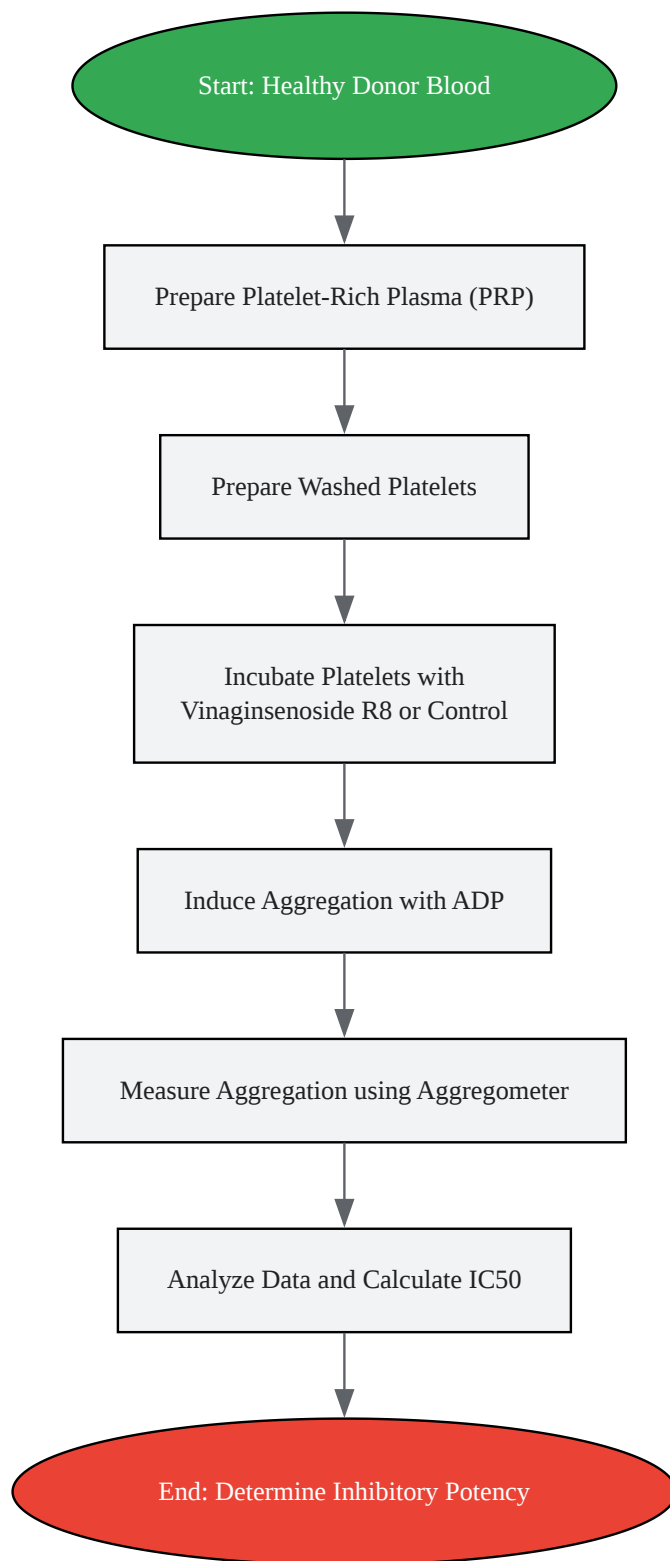 Start: Healthy Donor Blood
Prepare Platelet-Rich Plasma (PRP)
Prepare Washed Platelets
Incubate Platelets with
Vinaginsenoside R8 or Control
Induce Aggregation with ADP
Measure Aggregation using Aggregometer
Analyze Data and Calculate IC50
End: Determine Inhibitory Potency